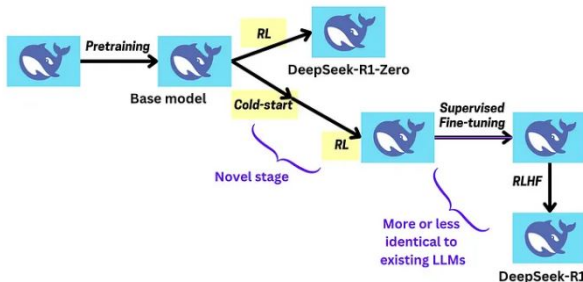 Pretraining
RL
DeepSeek-R1-Zero
Base model
Cold-start
RL
Supervised
Fine-tuning
Novel stage
RLHF
More or less
identical to
existing LLMs
DeepSeek-R1